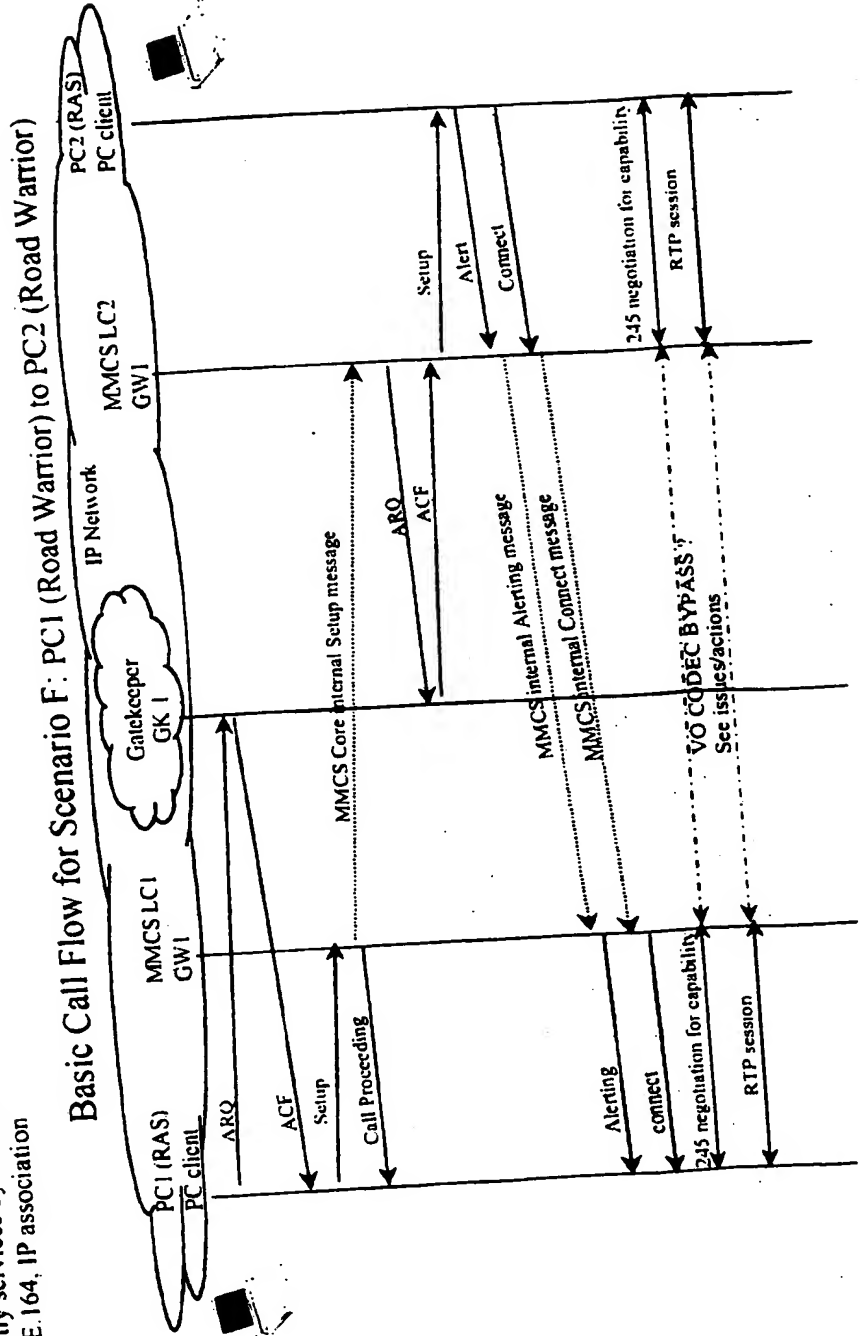 services
E.164, IP association
Basic Call Flow for Scenario F: PC1 (Road Warrior) to PC2 (Road Warrior)
PC1 (RAS)
PC client
MMCS LC1
GW1
Gatekeeper
GK 1
IP Network
MMCS LC2
GW1
PC2 (RAS)
PC client
ARQ
ACF
Setup
Call Proceeding
MMCS Core internal Setup message
ARQ
ACF
Setup
Alert
Connect
MMCS internal Alerting message
MMCS internal Connect message
Alerting
connect
245 negotiation for capability
RTP session
VO CODEC BYPASS ?
See issues/actions
245 negotiation for capability
RTP session